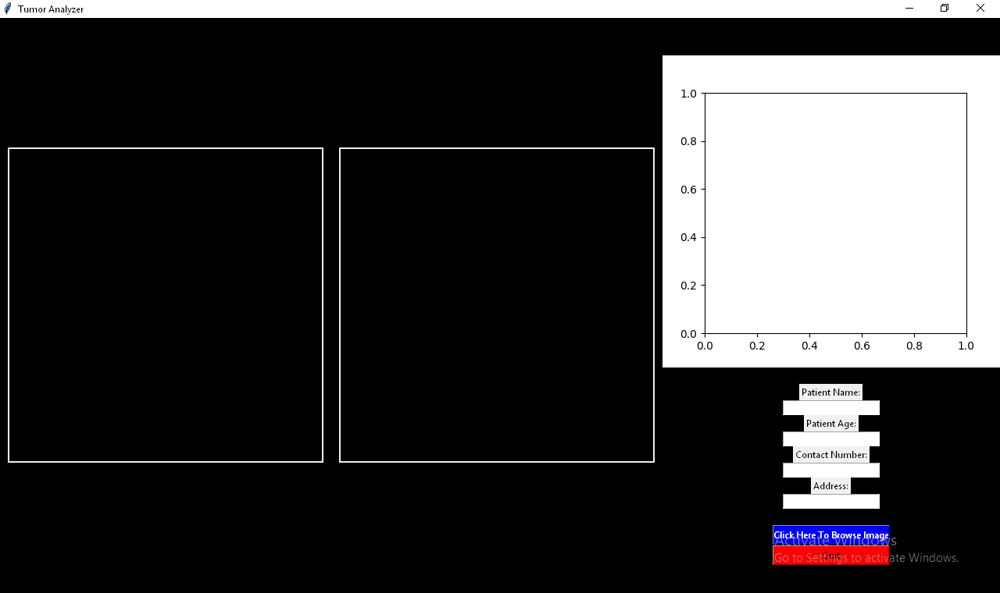 Tumor Analyzer
1.0
0.8
0.6
0.4
0.2
0.0
0.0 0.2 0.4 0.6 0.8 1.0
Patient Name:
Patient Age:
Contact Number:
Address:
Click Here To Browse Image
Activate Windows
Go to Settings to activate Windows.